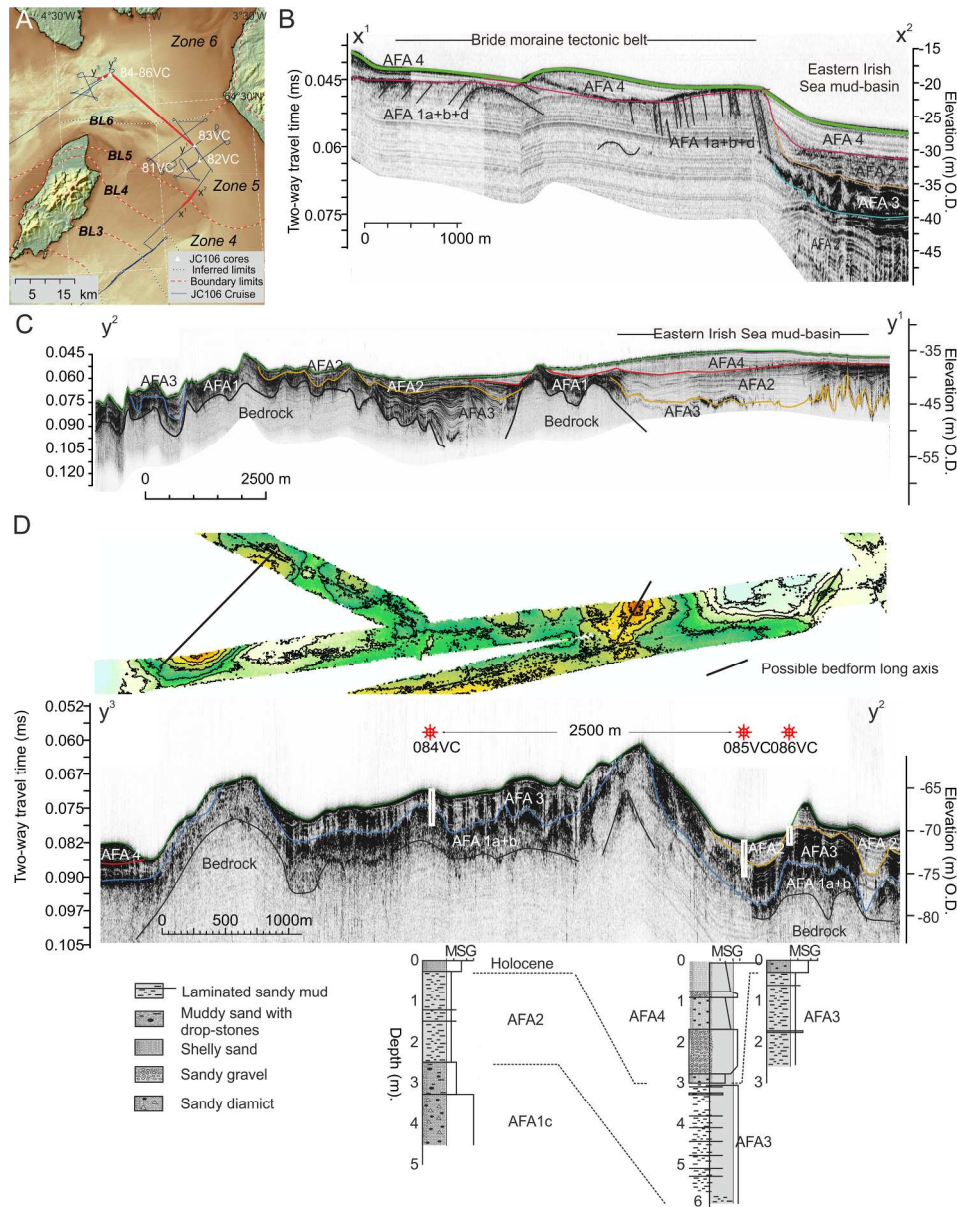 A
4°30'W
4°W
3°30'W
Zone 6
84-86VC
54°30'N
BL6
83VC
BL5
81VC
82VC
Zone 5
BL4
x²
x¹
BL3
Zone 4
JC106 cores
Inferred limits
Boundary limits
JC106 Cruise
5 15 km
B
x¹
Bride moraine tectonic belt
x²
AFA 4
Eastern Irish
Sea mud-basin
AFA 4
AFA 1a+b+d
AFA 1a+b+d
AFA 4
AFA 2
AFA 3
AFA 2
Two-way travel time (ms)
0.045
0.06
0.075
0 1000 m
Elevation (m) O.D.
-15
-20
-25
-30
-35
-40
-45
C
y²
Eastern Irish Sea mud-basin
y¹
0.045
0.060
0.075
0.090
0.105
0.120
AFA3
AFA1
AFA2
AFA2
AFA3
AFA1
AFA4
AFA2
AFA3
Bedrock
Bedrock
0 2500 m
Elevation (m) O.D.
-35
-45
-55
D
Possible bedform long axis
y³
2500 m
y²
084VC
085VC
086VC
Two-way travel time (ms)
0.052
0.060
0.067
0.075
0.082
0.090
0.097
0.105
AFA 4
Bedrock
AFA 3
AFA 1a+b
AFA2
AFA3
AFA 2
AFA 1a+b
Bedrock
0 500 1000m
Elevation (m) O.D.
-65
-70
-75
-80
Laminated sandy mud
Muddy sand with
drop-stones
Shelly sand
Sandy gravel
Sandy diamict
MSG
0
1
2
3
4
5
Depth (m).
Holocene
AFA2
AFA1c
AFA4
MSG
0
1
2
3
4
5
6
AFA3
MSG
0
1
2
3
AFA3